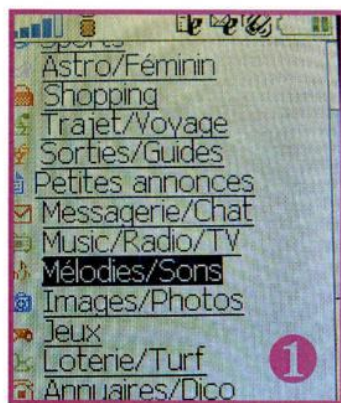 Sports
Astro/Féminin
Shopping
Trajet/Voyage
Sorties/Guides
Petites annonces
Messagerie/Chat
Music/Radio/TV
Mélodies/Sons
Images/Photos
Jeux
Loterie/Turf
Annuaires/Dico
1